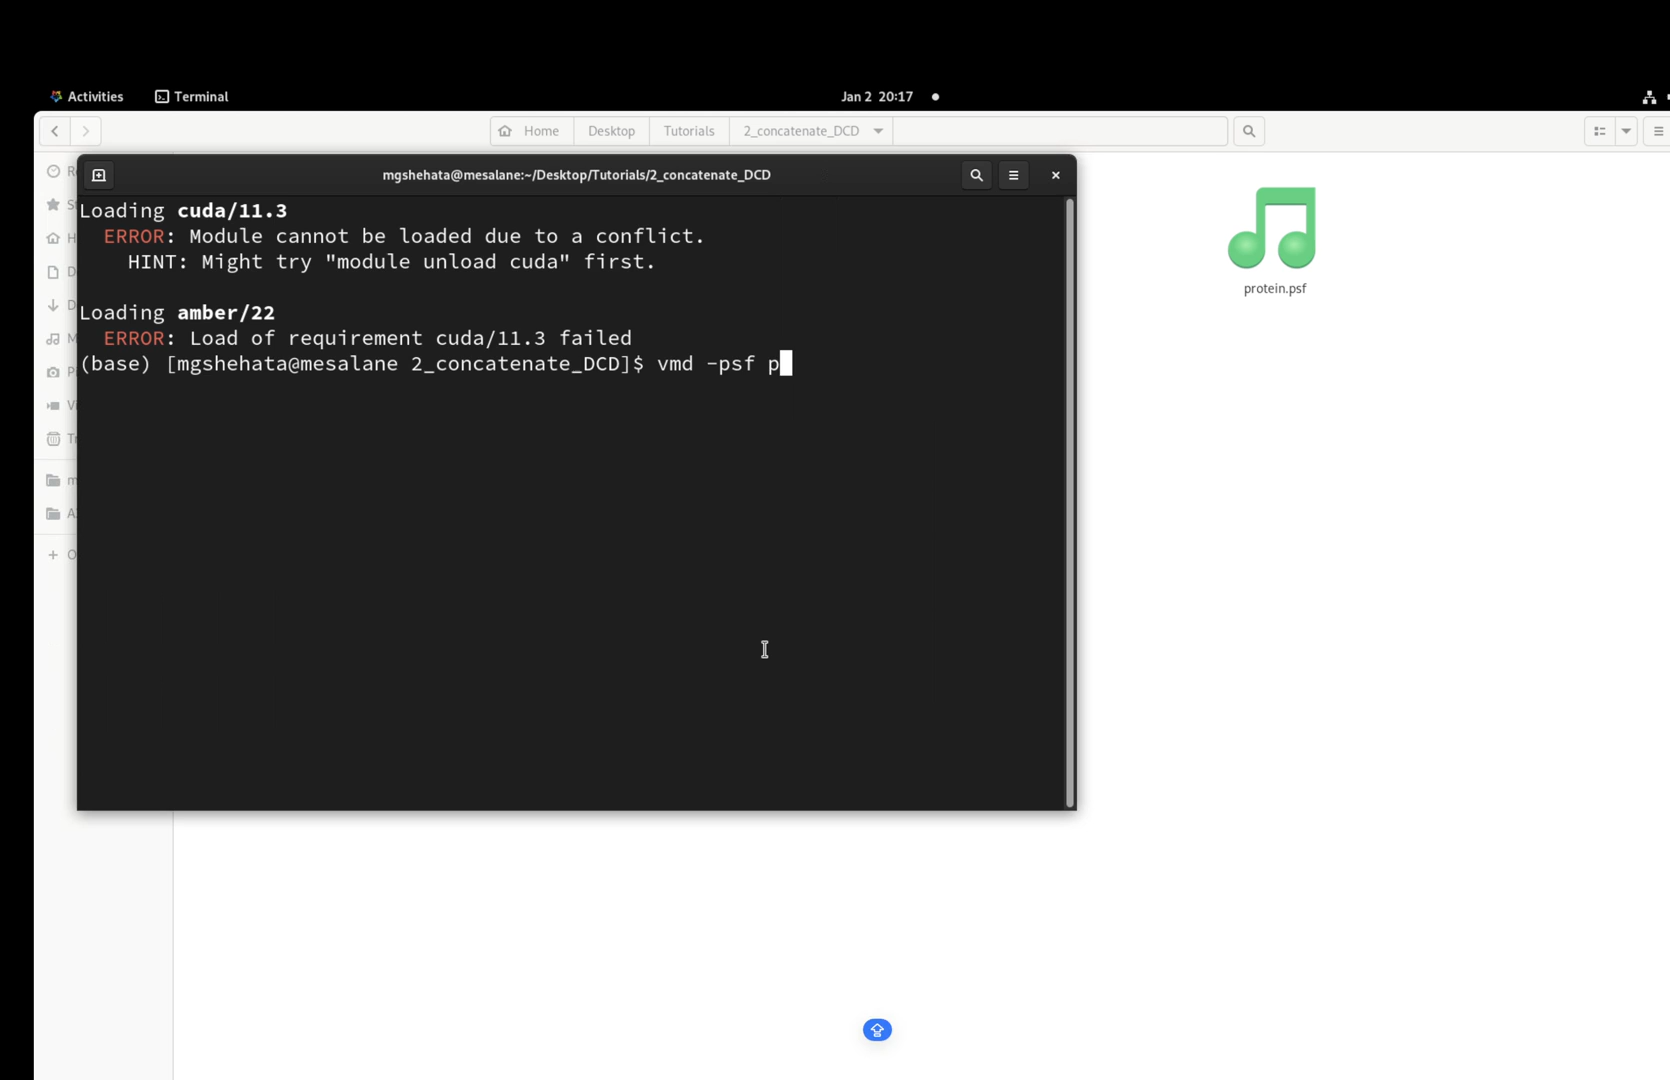 Activities
Terminal
Jan 2 20:17
Home
Desktop
Tutorials
2_concatenate_DCD
mgshehata@mesalane:~/Desktop/Tutorials/2_concatenate_DCD
Loading cuda/11.3
ERROR: Module cannot be loaded due to a conflict.
HINT: Might try "module unload cuda" first.
Loading amber/22
ERROR: Load of requirement cuda/11.3 failed
(base) [mgshehata@mesalane 2_concatenate_DCD]$ vmd -psf p
protein.psf